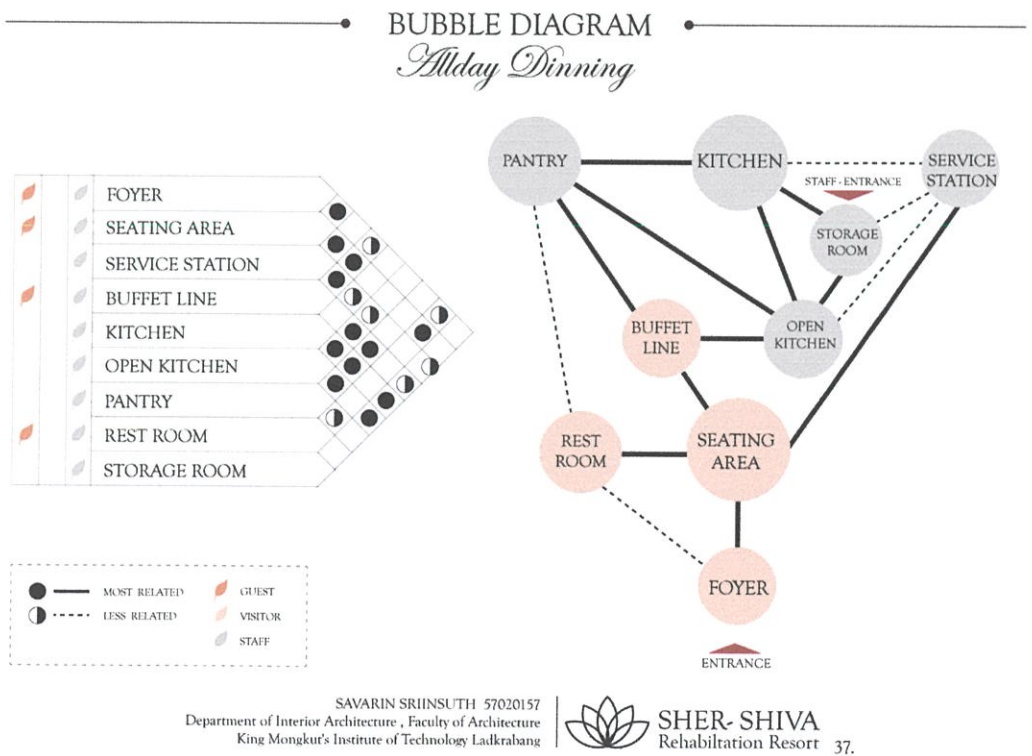 BUBBLE DIAGRAM
Allday Dinning
FOYER
SEATING AREA
SERVICE STATION
BUFFET LINE
KITCHEN
OPEN KITCHEN
PANTRY
REST ROOM
STORAGE ROOM
PANTRY
KITCHEN
SERVICE
STATION
STAFF - ENTRANCE
STORAGE
ROOM
BUFFET
LINE
OPEN
KITCHEN
REST
ROOM
SEATING
AREA
FOYER
ENTRANCE
MOST RELATED
LESS RELATED
GUEST
VISITOR
STAFF
SAVARIN SRIINSUTH 57020157
Department of Interior Architecture , Faculty of Architecture
King Mongkut's Institute of Technology Ladkrabang
SHER- SHIVA
Rehabiltation Resort
37.